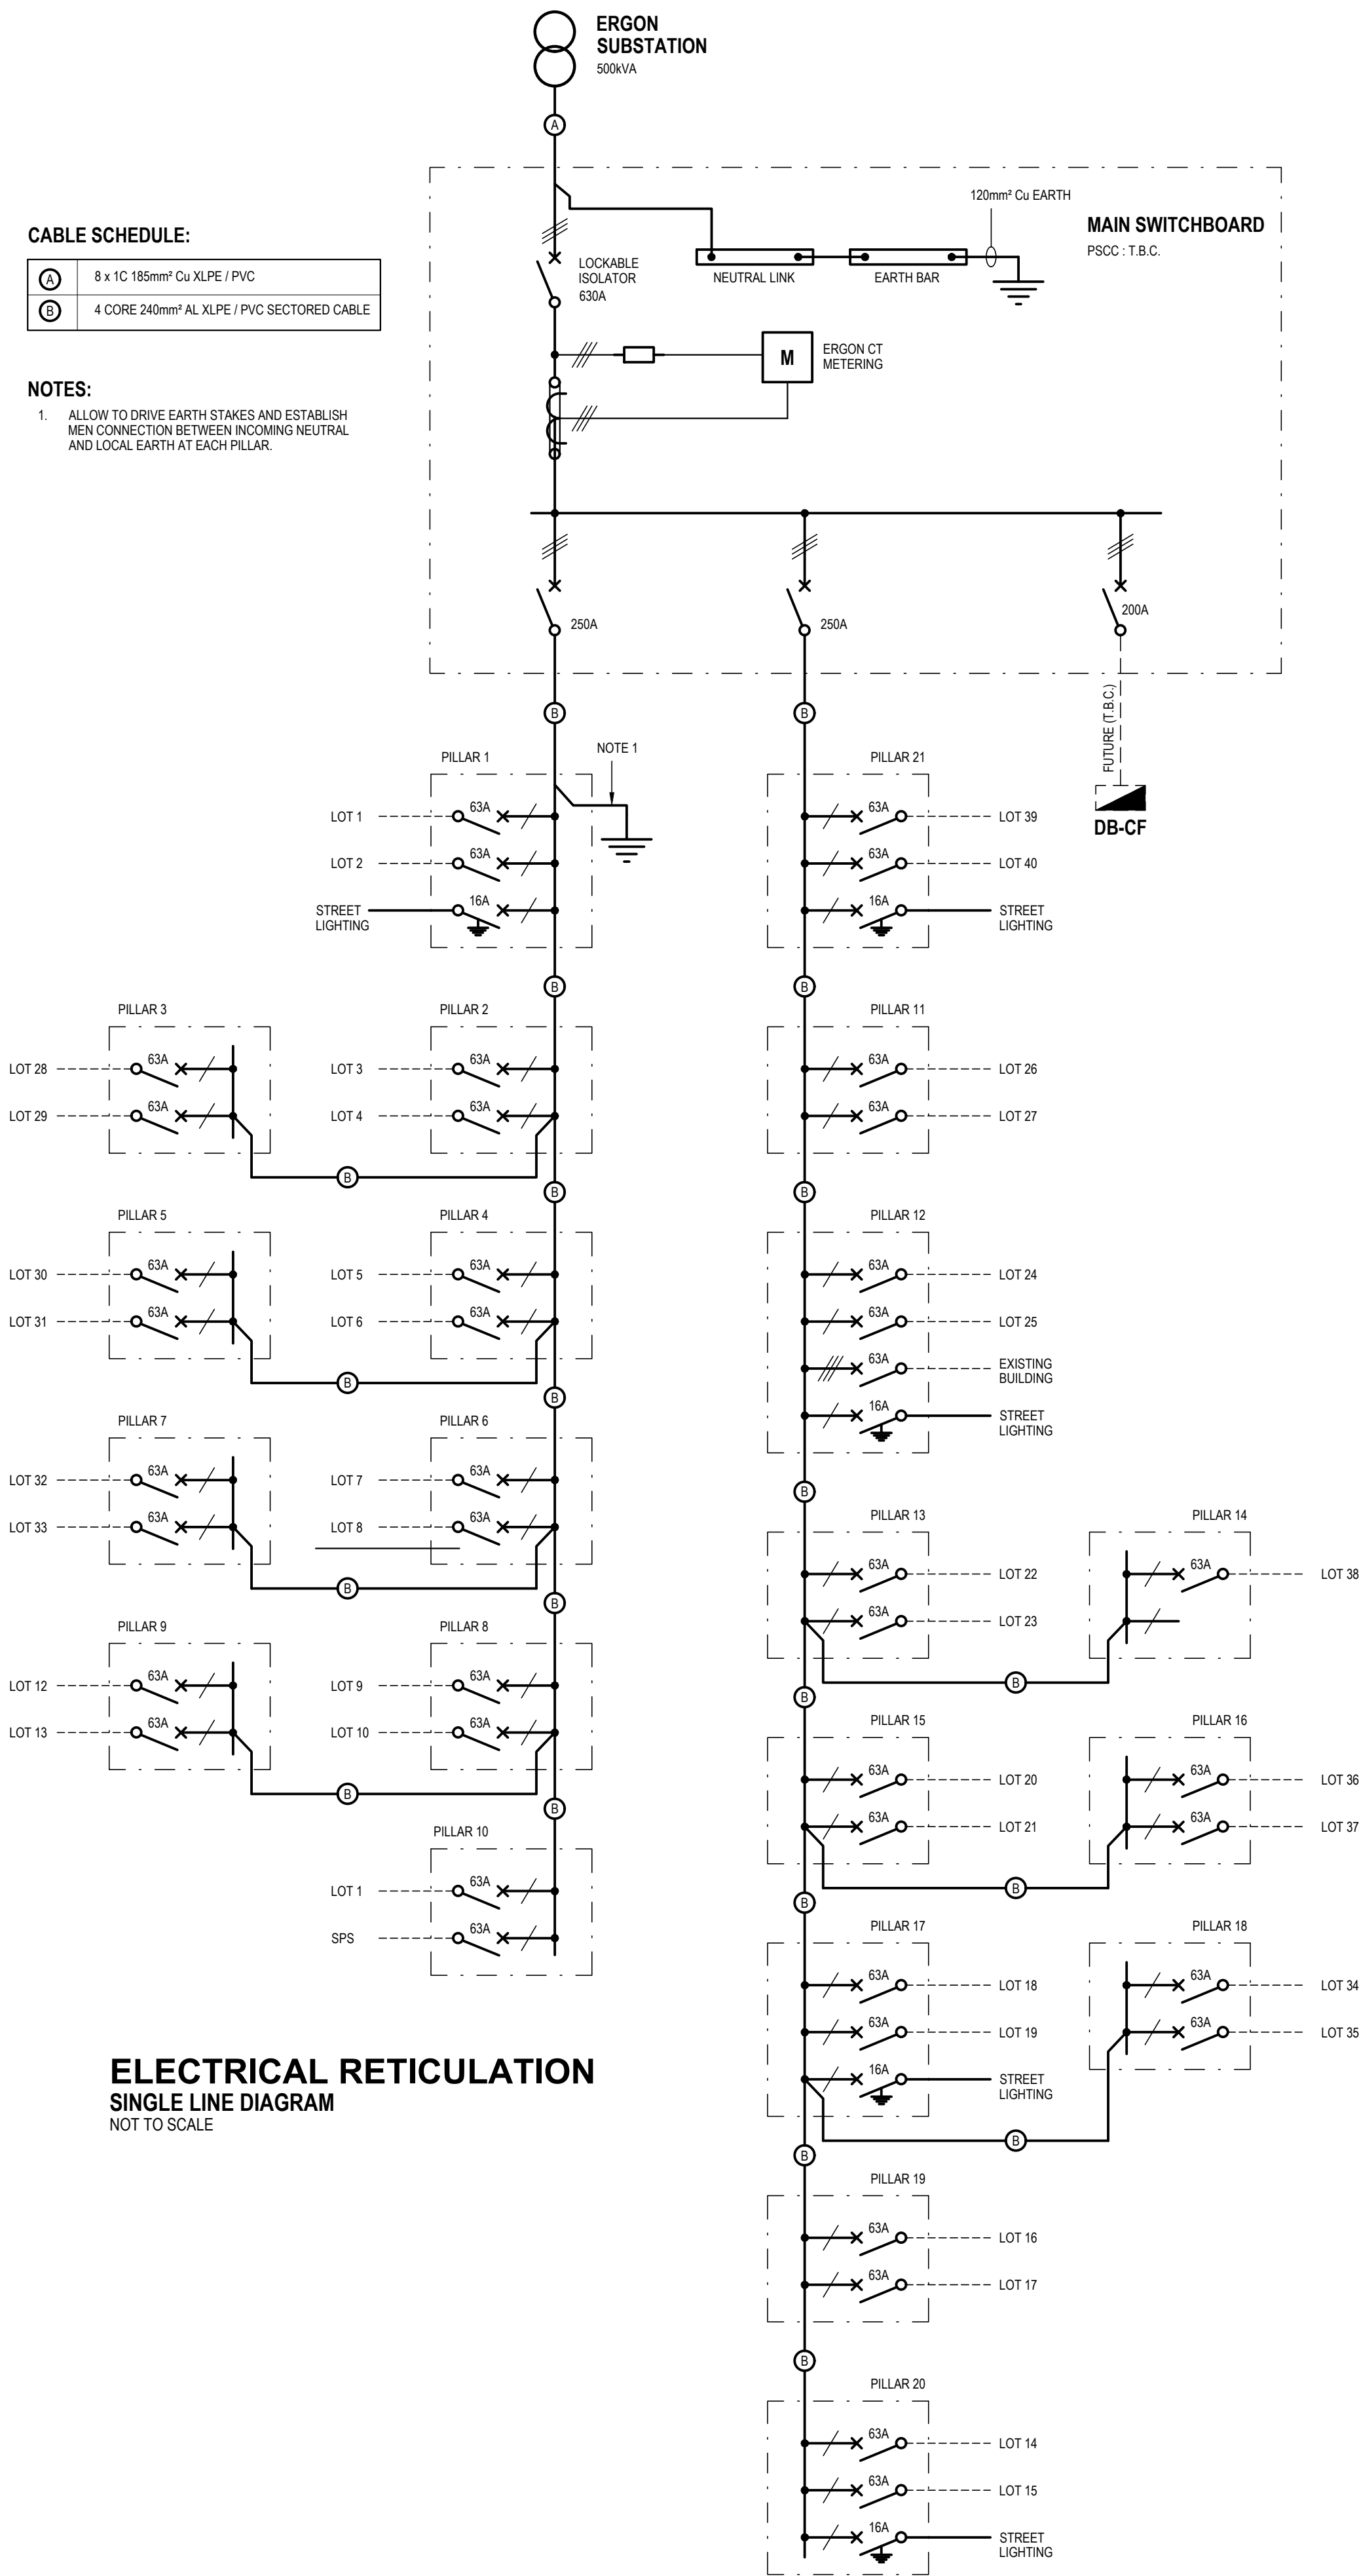 ERGON
SUBSTATION
500kVA
A
120mm² Cu EARTH
MAIN SWITCHBOARD
PSCC : T.B.C.
CABLE SCHEDULE:
A 8 x 1C 185mm² Cu XLPE / PVC
B 4 CORE 240mm² AL XLPE / PVC SECTORED CABLE
LOCKABLE
ISOLATOR
630A
NEUTRAL LINK
EARTH BAR
M
ERGON CT
METERING
NOTES:
1. ALLOW TO DRIVE EARTH STAKES AND ESTABLISH
MEN CONNECTION BETWEEN INCOMING NEUTRAL
AND LOCAL EARTH AT EACH PILLAR.
250A
250A
200A
FUTURE (T.B.C.)
DB-CF
B
B
PILLAR 1
NOTE 1
LOT 1 63A
LOT 2 63A
STREET
LIGHTING
16A
PILLAR 21
63A LOT 39
63A LOT 40
16A
STREET
LIGHTING
B
B
PILLAR 3
LOT 28 63A
LOT 29 63A
PILLAR 2
LOT 3 63A
LOT 4 63A
B
PILLAR 11
63A LOT 26
63A LOT 27
B
B
PILLAR 5
LOT 30 63A
LOT 31 63A
PILLAR 4
LOT 5 63A
LOT 6 63A
B
PILLAR 12
63A LOT 24
63A LOT 25
63A
EXISTING
BUILDING
16A
STREET
LIGHTING
B
B
PILLAR 7
LOT 32 63A
LOT 33 63A
PILLAR 6
LOT 7 63A
LOT 8 63A
B
PILLAR 13
63A LOT 22
63A LOT 23
PILLAR 14
63A LOT 38
B
B
B
PILLAR 9
LOT 12 63A
LOT 13 63A
PILLAR 8
LOT 9 63A
LOT 10 63A
B
PILLAR 15
63A LOT 20
63A LOT 21
PILLAR 16
63A LOT 36
63A LOT 37
B
B
B
PILLAR 10
LOT 1 63A
SPS 63A
PILLAR 17
63A LOT 18
63A LOT 19
16A
STREET
LIGHTING
PILLAR 18
63A LOT 34
63A LOT 35
B
B
ELECTRICAL RETICULATION
SINGLE LINE DIAGRAM
NOT TO SCALE
PILLAR 19
63A LOT 16
63A LOT 17
B
PILLAR 20
63A LOT 14
63A LOT 15
16A
STREET
LIGHTING